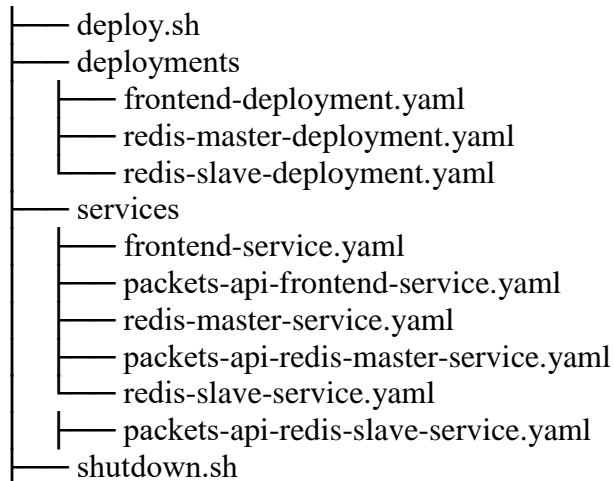 deploy.sh
deployments
frontend-deployment.yaml
redis-master-deployment.yaml
redis-slave-deployment.yaml
services
frontend-service.yaml
packets-api-frontend-service.yaml
redis-master-service.yaml
packets-api-redis-master-service.yaml
redis-slave-service.yaml
packets-api-redis-slave-service.yaml
shutdown.sh